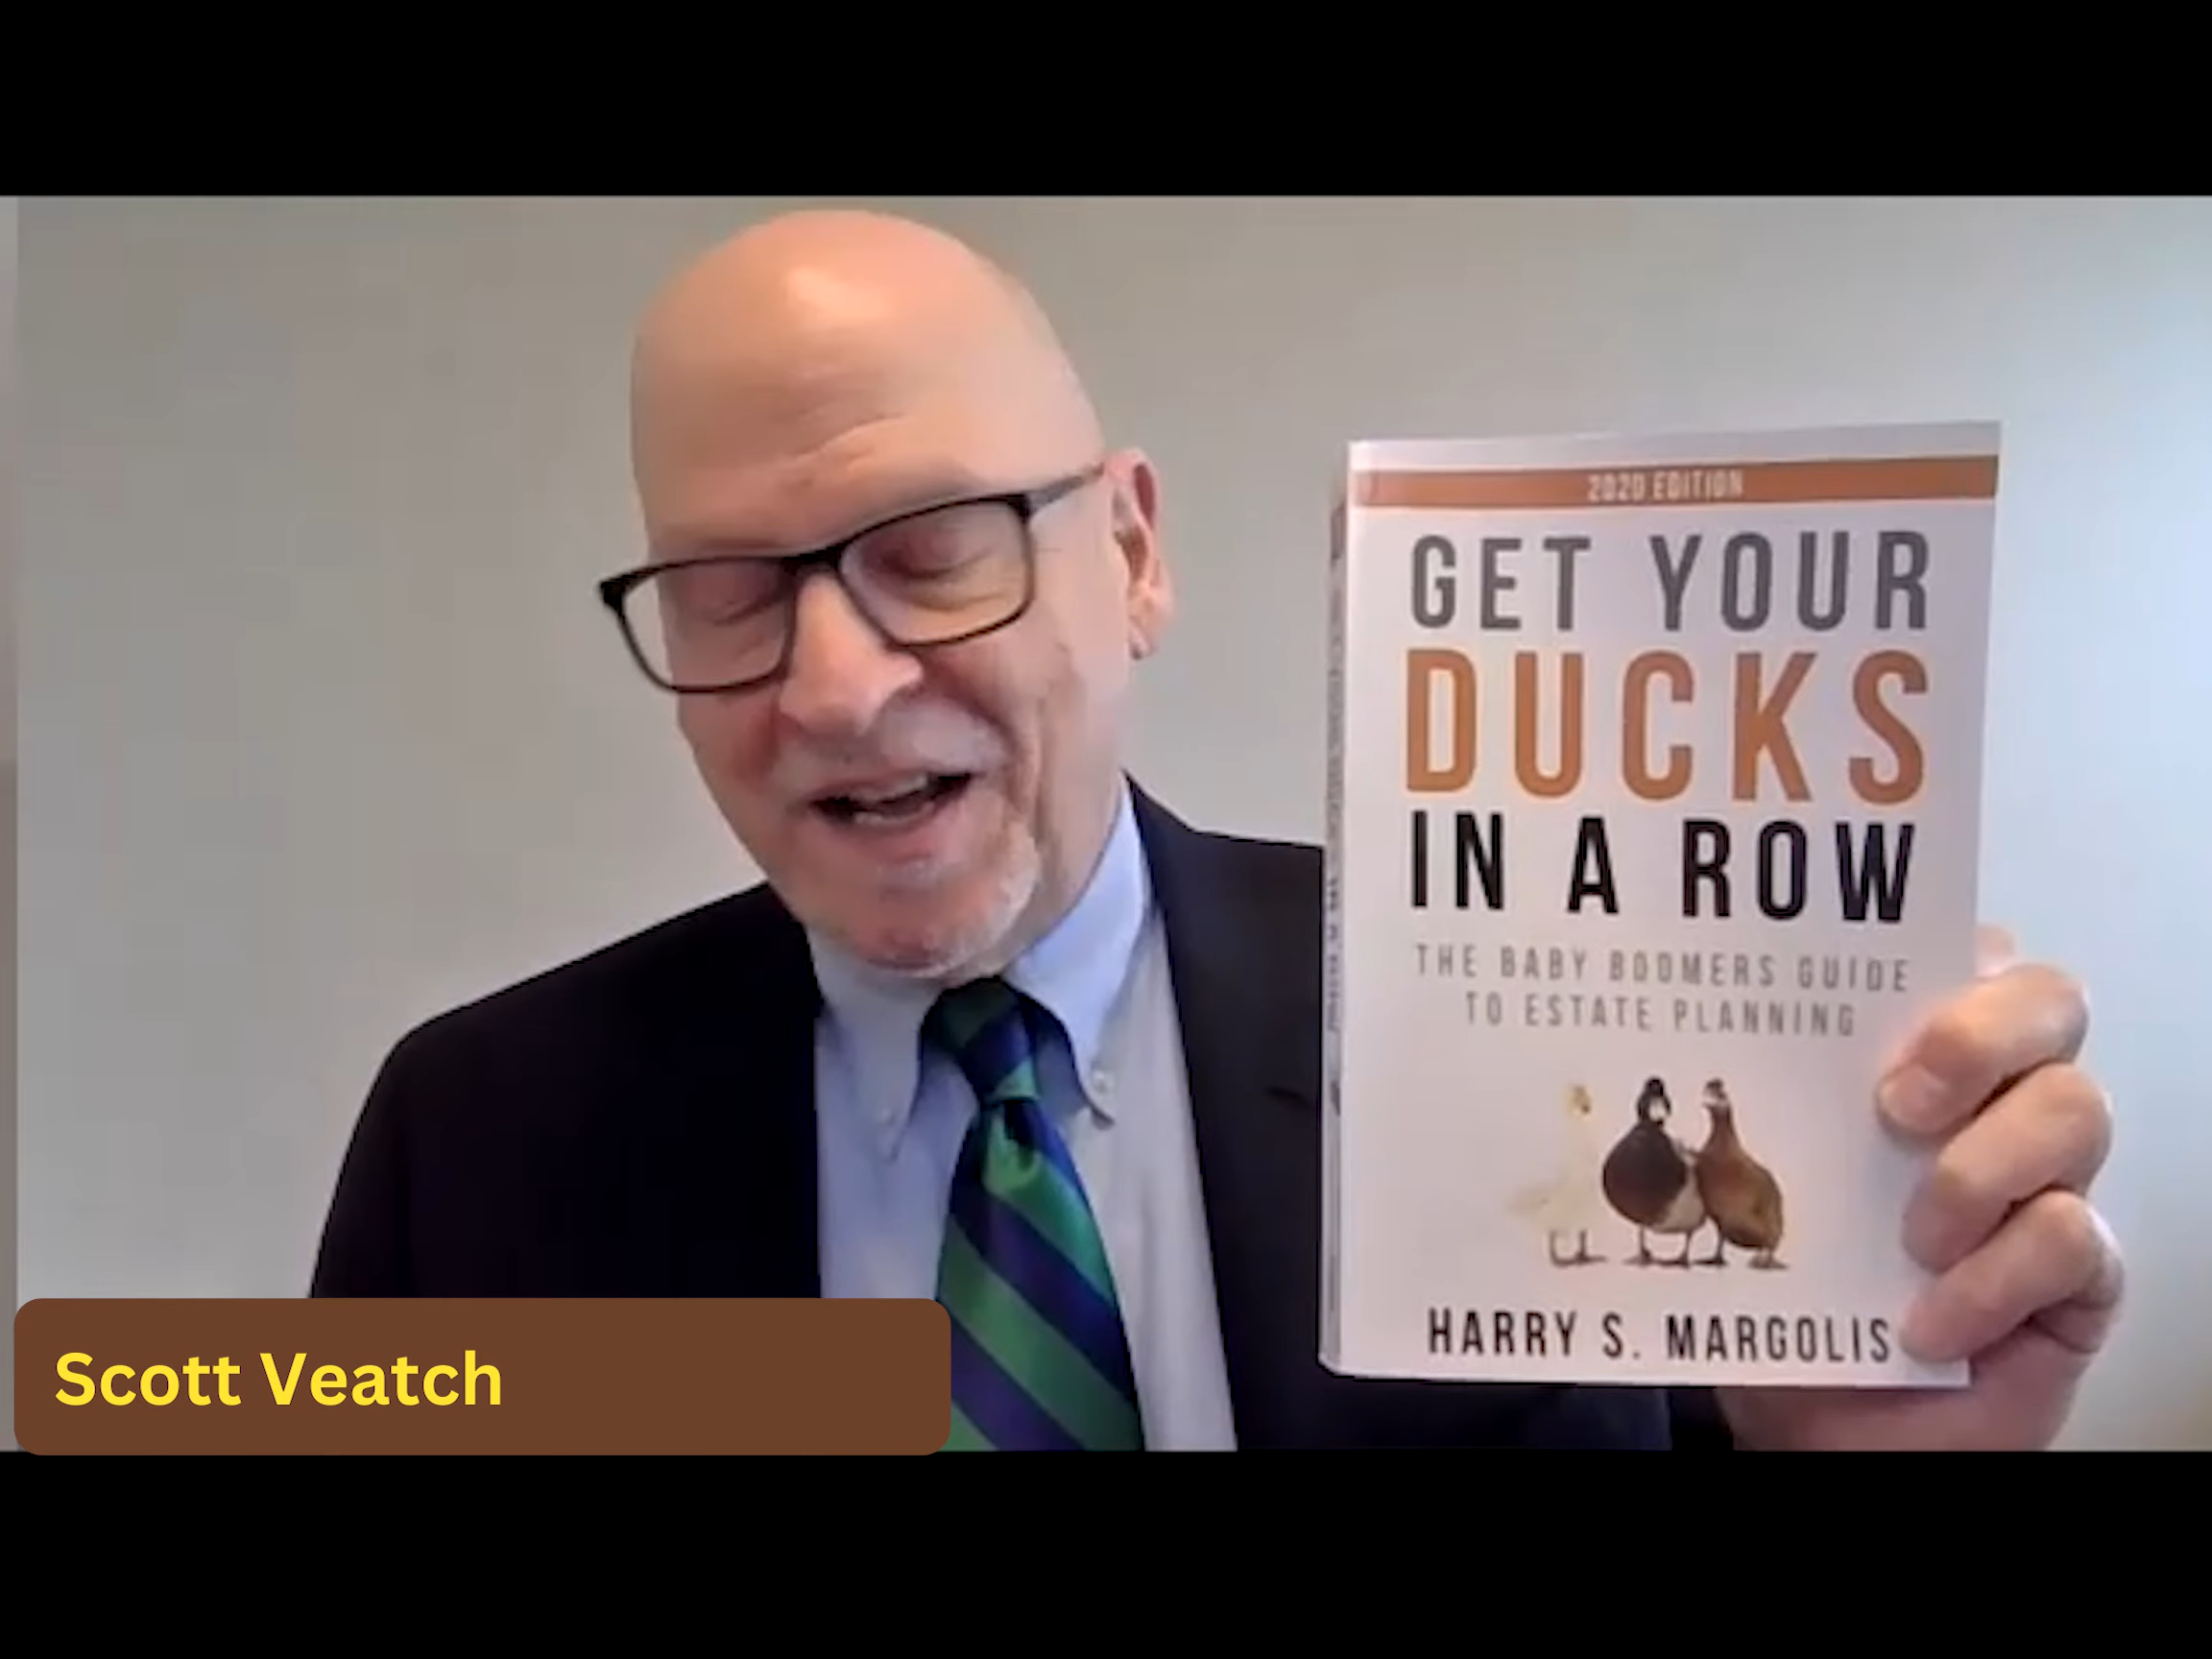 2020 EDITION
GET YOUR
DUCKS
IN A ROW
THE BABY BOOMERS GUIDE
TO ESTATE PLANNING
HARRY S. MARGOLIS
Scott Veatch